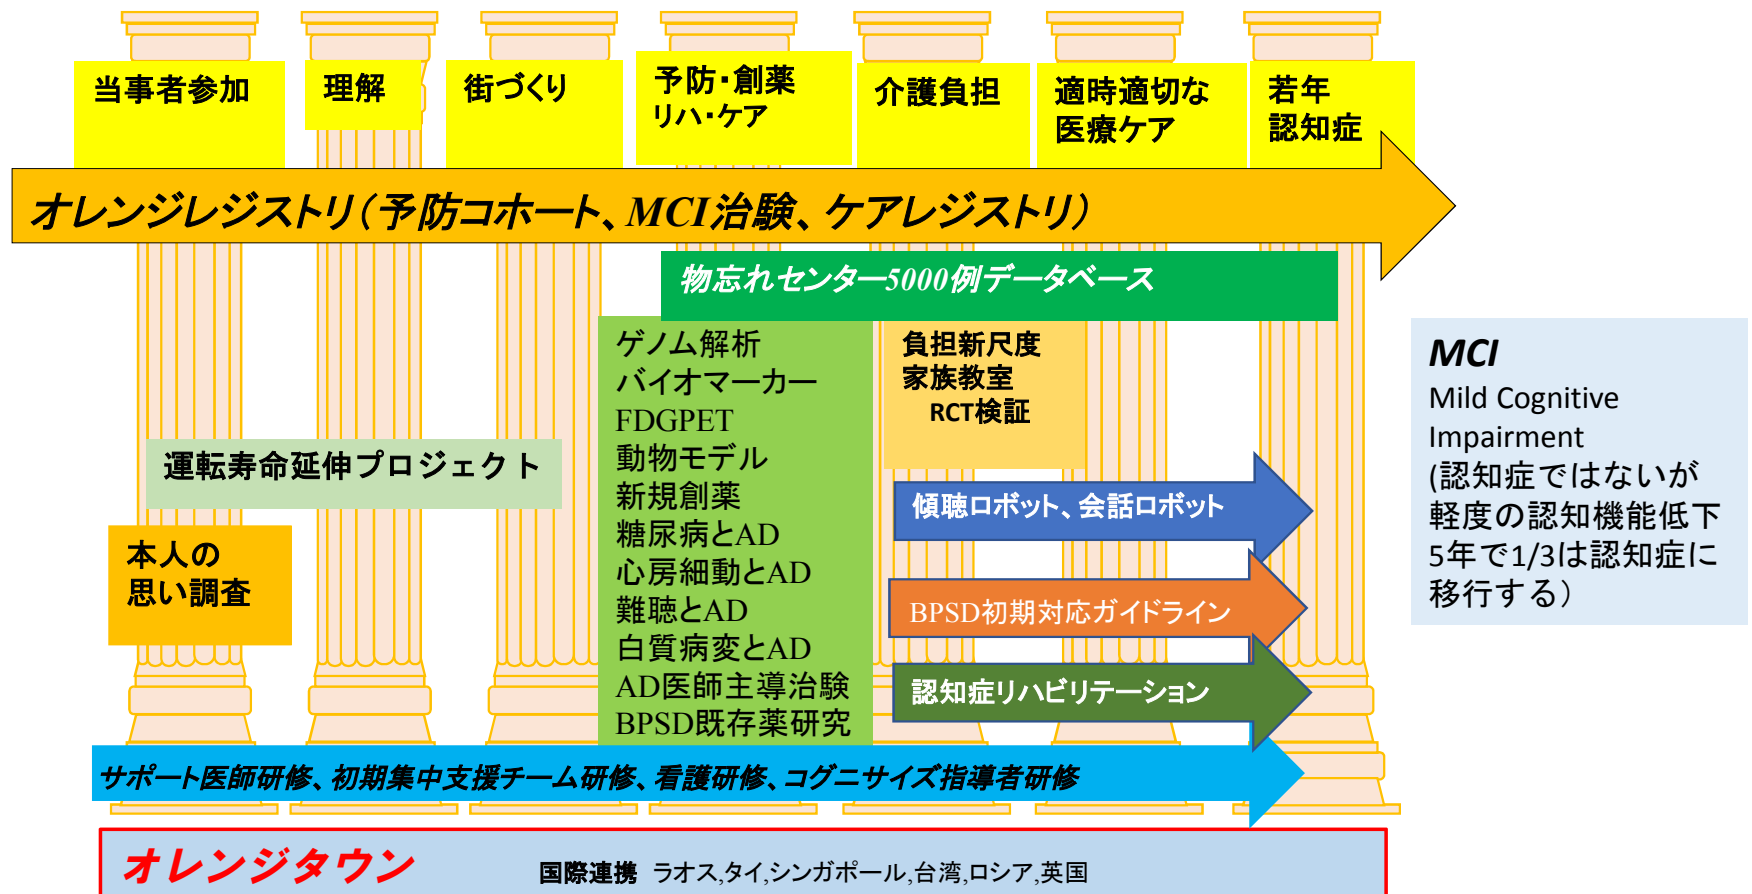 当事者参加
理解
街づくり
予防・創薬
リハ・ケア
介護負担
適時適切な
医療ケア
若年
認知症
オレンジレジストリ（予防コホート、MCI治験、ケアレジストリ）
物忘れセンター5000例データベース
ゲノム解析
バイオマーカー
FDGPET
動物モデル
新規創薬
糖尿病とAD
心房細動とAD
難聴とAD
白質病変とAD
AD医師主導治験
BPSD既存薬研究
負担新尺度
家族教室
RCT検証
運転寿命延伸プロジェクト
本人の
思い調査
傾聴ロボット、会話ロボット
BPSD初期対応ガイドライン
認知症リハビリテーション
MCI
Mild Cognitive
Impairment
(認知症ではないが
軽度の認知機能低下
5年で1/3は認知症に
移行する）
サポート医師研修、初期集中支援チーム研修、看護研修、コグニサイズ指導者研修
オレンジタウン
国際連携 ラオス,タイ,シンガポール,台湾,ロシア,英国